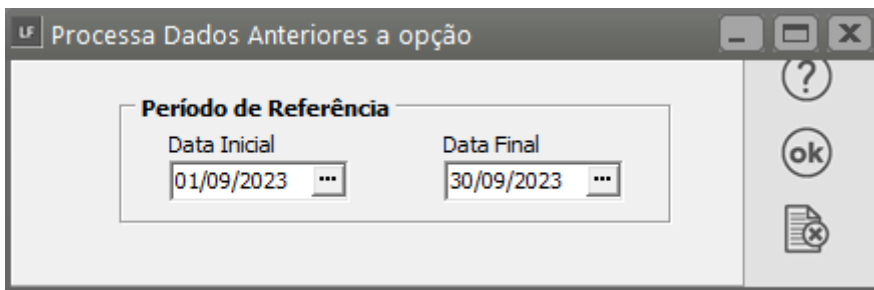 LF Processa Dados Anteriores a opção
?
Período de Referência
Data Inicial Data Final
01/09/2023 ... 30/09/2023 ...
ok